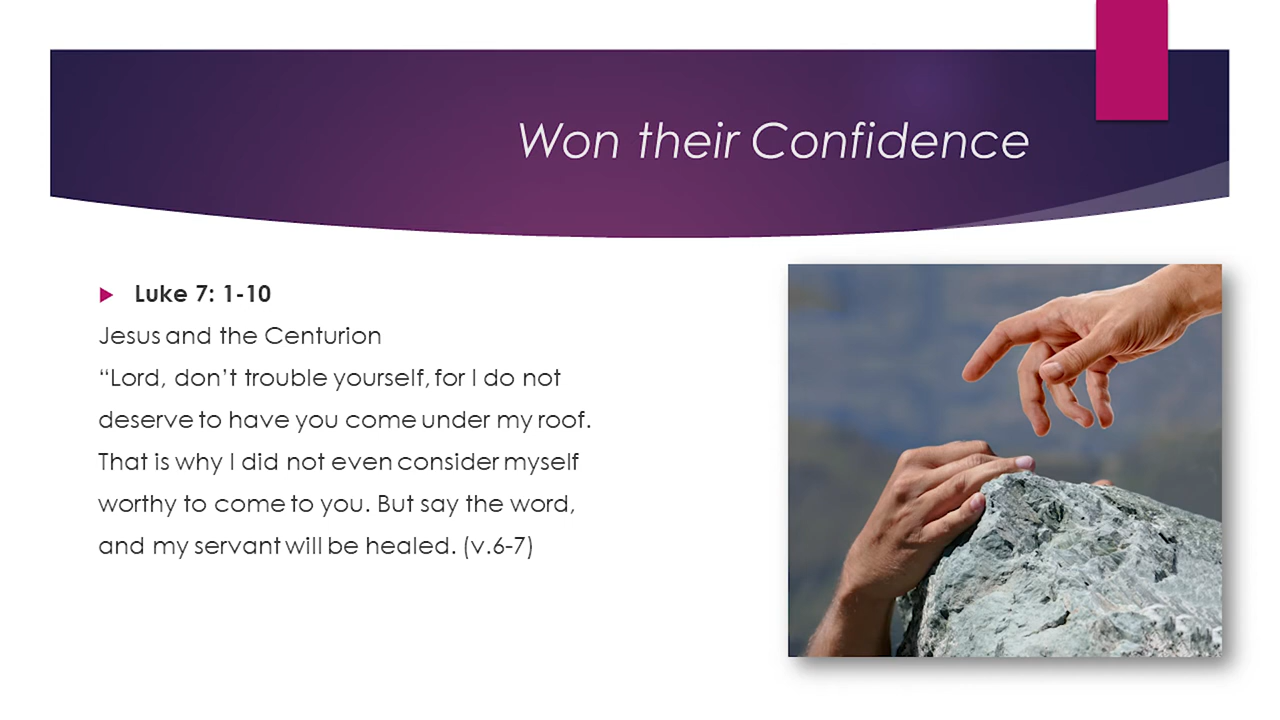 Won their Confidence
Luke 7: 1-10
Jesus and the Centurion
“Lord, don’t trouble yourself, for I do not
deserve to have you come under my roof.
That is why I did not even consider myself
worthy to come to you. But say the word,
and my servant will be healed. (v.6-7)